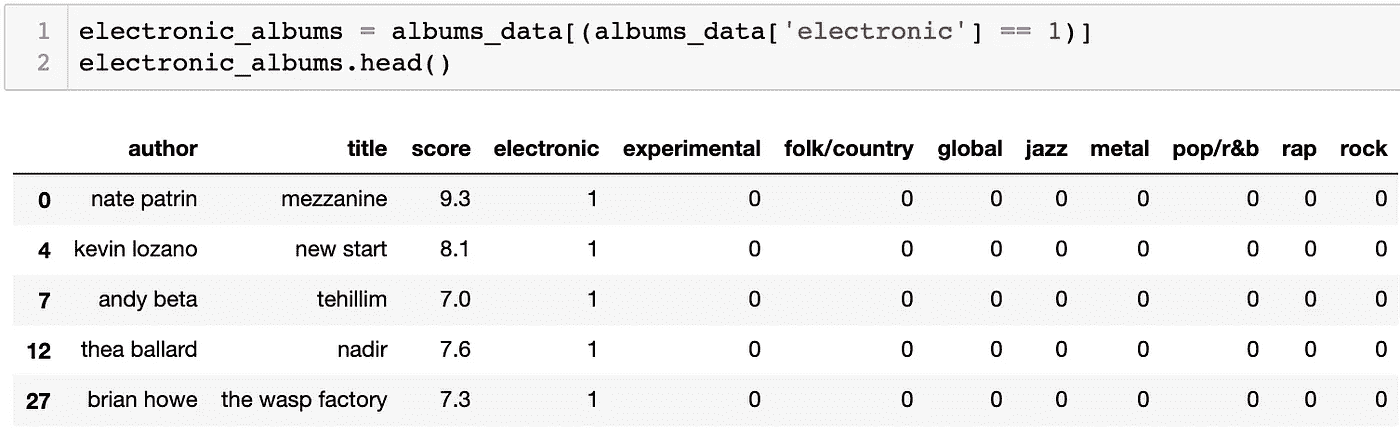 1 electronic_albums = albums_data[(albums_data['electronic'] == 1)]
2 electronic_albums.head()
author title score electronic experimental folk/country global jazz metal pop/r&b rap rock
0 nate patrin mezzanine 9.3 1 0 0 0 0 0 0 0 0
4 kevin lozano new start 8.1 1 0 0 0 0 0 0 0 0
7 andy beta tehillim 7.0 1 0 0 0 0 0 0 0 0
12 thea ballard nadir 7.6 1 0 0 0 0 0 0 0 0
27 brian howe the wasp factory 7.3 1 0 0 0 0 0 0 0 0